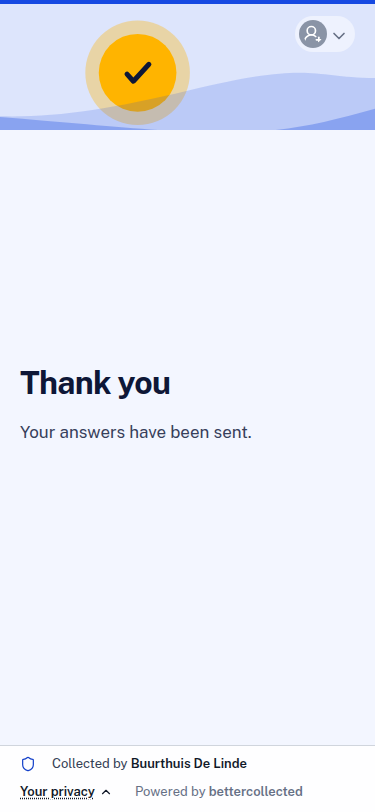 Thank you
Your answers have been sent.
Collected by Buurthuis De Linde
Your privacy
Powered by bettercollected